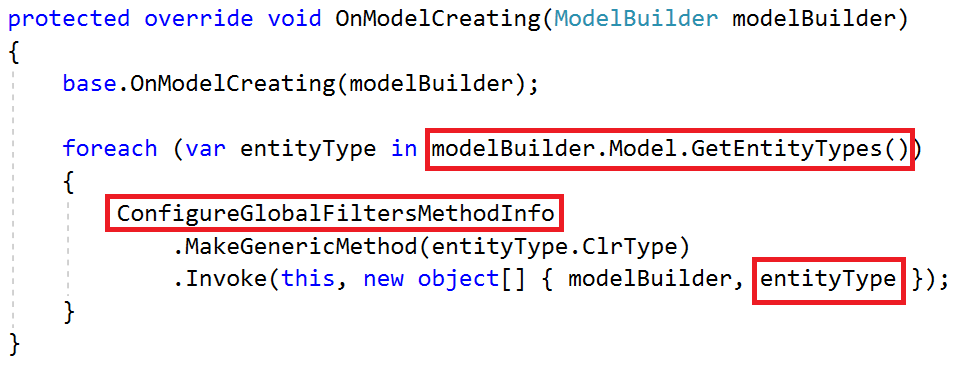 protected override void OnModelCreating(ModelBuilder modelBuilder)
{
base.OnModelCreating(modelBuilder);
foreach (var entityType in modelBuilder.Model.GetEntityTypes())
{
ConfigureGlobalFiltersMethodInfo
.MakeGenericMethod(entityType.ClrType)
.Invoke(this, new object[] { modelBuilder, entityType });
}
}